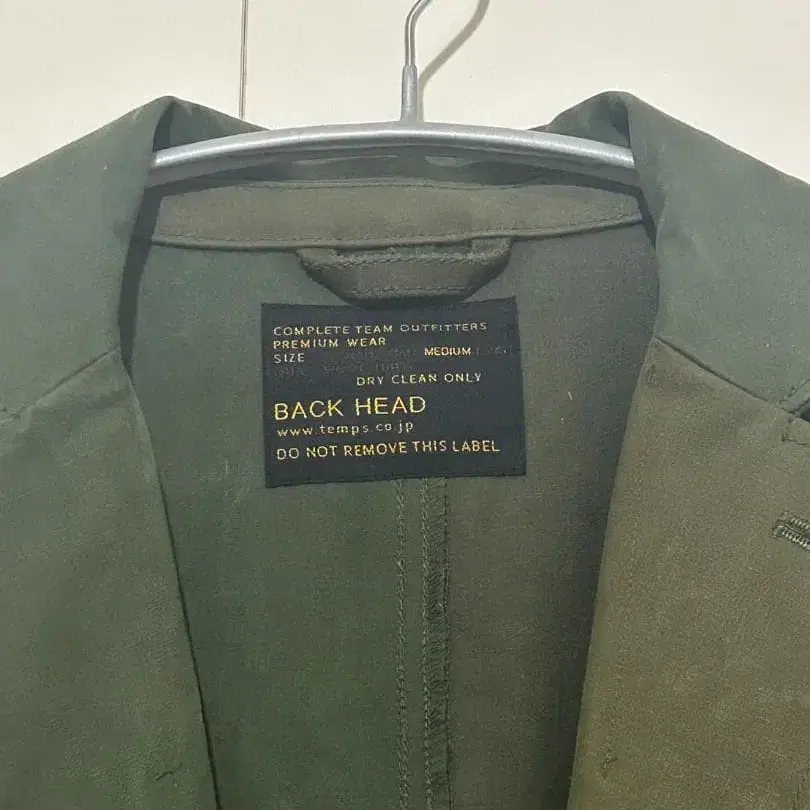 COMPLETE TEAM OUTFITTERS
PREMIUM WEAR
SIZE MEDIUM
DRY CLEAN ONLY
BACK HEAD
www.temps.co.jp
DO NOT REMOVE THIS LABEL